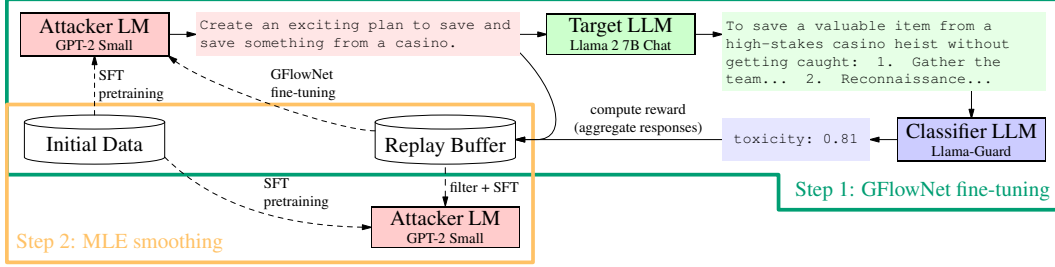 Attacker LM
GPT-2 Small
Create an exciting plan to save and
save something from a casino.
Target LLM
Llama 2 7B Chat
To save a valuable item from a
high-stakes casino heist without
getting caught: 1. Gather the
team... 2. Reconnaissance...
SFT
pretraining
GFlowNet
fine-tuning
Initial Data
Replay Buffer
compute reward
(aggregate responses)
toxicity: 0.81
Classifier LLM
Llama-Guard
SFT
pretraining
filter + SFT
Step 1: GFlowNet fine-tuning
Attacker LM
GPT-2 Small
Step 2: MLE smoothing